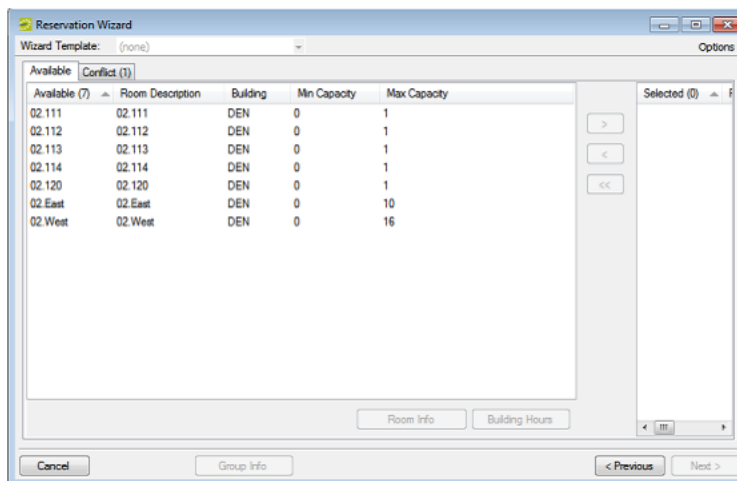 Reservation Wizard
Wizard Template: (none) Options
Available Conflict (1)
Available (7) Room Description Building Min Capacity Max Capacity Selected (0)
02.111 02.111 DEN 0 1
02.112 02.112 DEN 0 1
02.113 02.113 DEN 0 1
02.114 02.114 DEN 0 1
02.120 02.120 DEN 0 1
02.East 02.East DEN 0 10
02.West 02.West DEN 0 16
>
<
<<
Room Info Building Hours
Cancel Group Info < Previous Next >